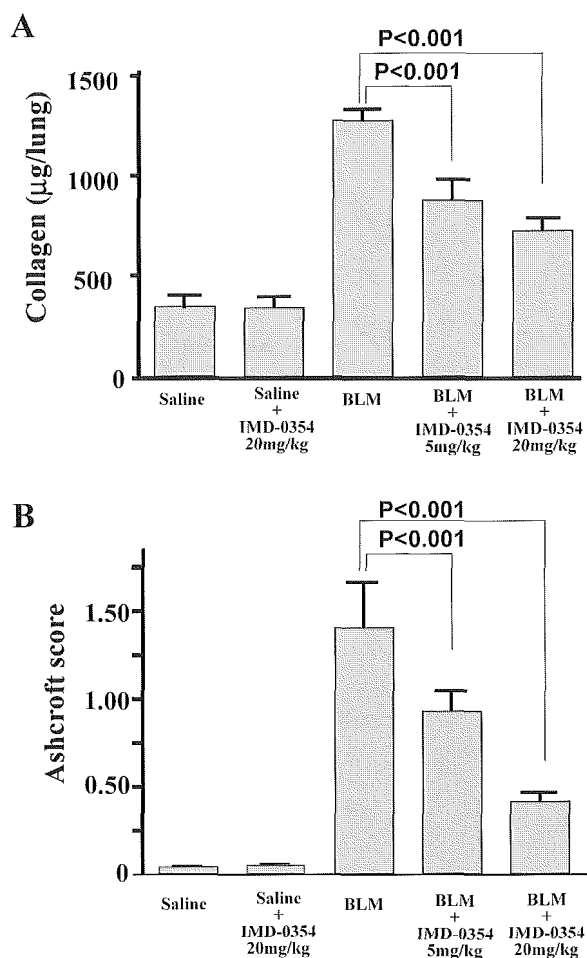 A
P<0.001
P<0.001
Collagen (μg/lung)
1500
1000
500
0
Saline
Saline
+
IMD-0354
20mg/kg
BLM
BLM
+
IMD-0354
5mg/kg
BLM
+
IMD-0354
20mg/kg
B
P<0.001
P<0.001
Ashcroft score
1.50
1.00
0.50
0
Saline
Saline
+
IMD-0354
20mg/kg
BLM
BLM
+
IMD-0354
5mg/kg
BLM
+
IMD-0354
20mg/kg